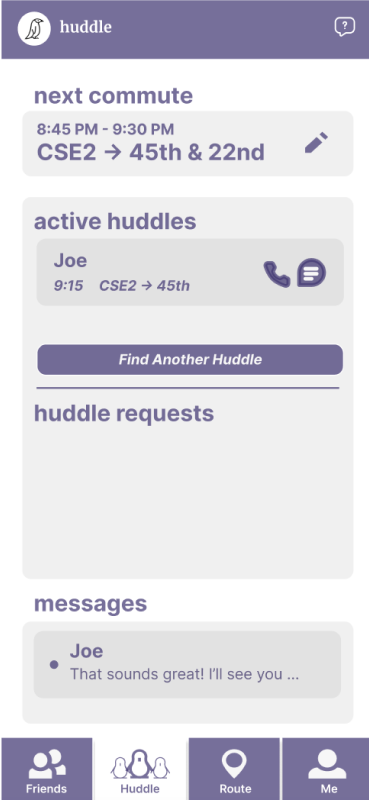 huddle
?
next commute
8:45 PM - 9:30 PM
CSE2 → 45th & 22nd
active huddles
Joe
9:15 CSE2 → 45th
Find Another Huddle
huddle requests
messages
Joe
That sounds great! I’ll see you ...
Friends
Huddle
Route
Me